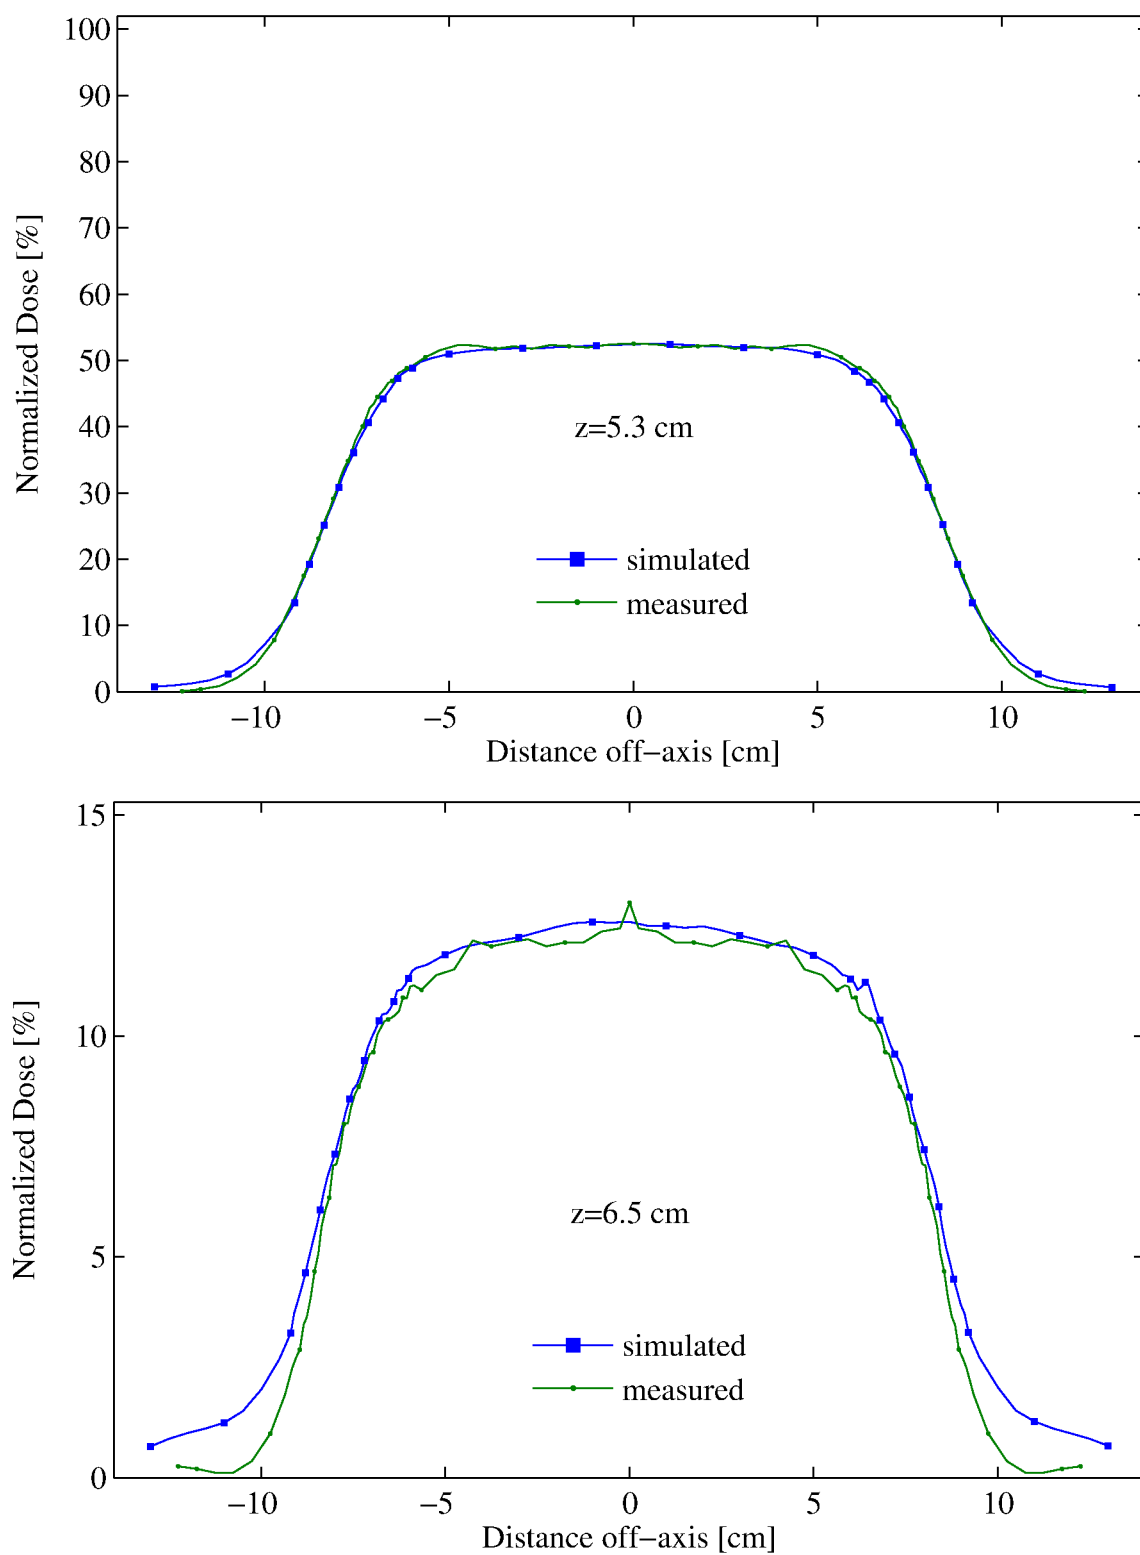 100
90
80
70
60
50
40
30
20
10
0
Normalized Dose [%]
z=5.3 cm
simulated
measured
−10 −5 0 5 10
Distance off−axis [cm]
15
10
5
0
Normalized Dose [%]
z=6.5 cm
simulated
measured
−10 −5 0 5 10
Distance off−axis [cm]